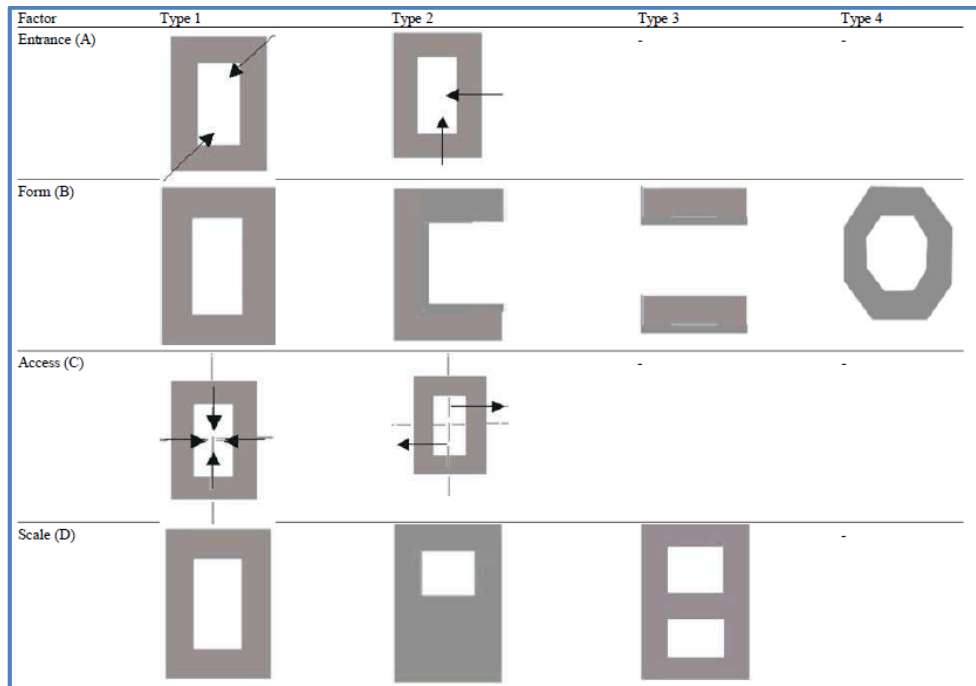 Factor Type 1 Type 2 Type 3 Type 4
Entrance (A) - -
Form (B)
Access (C) - -
Scale (D) -